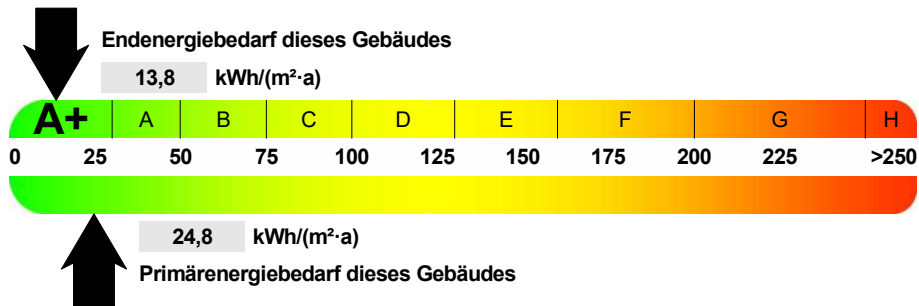 Endenergiebedarf dieses Gebäudes
13,8 kWh/(m²·a)
A+ A B C D E F G H
0 25 50 75 100 125 150 175 200 225 >250
24,8 kWh/(m²·a)
Primärenergiebedarf dieses Gebäudes